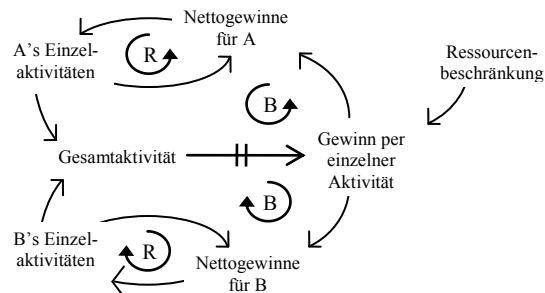 Nettogewinne
für A
A's Einzel-
aktivitäten
R
Ressourcen-
beschränkung
B
Gesamtaktivität
Gewinn per
einzelner
Aktivität
B
B's Einzel-
aktivitäten
R
Nettogewinne
für B